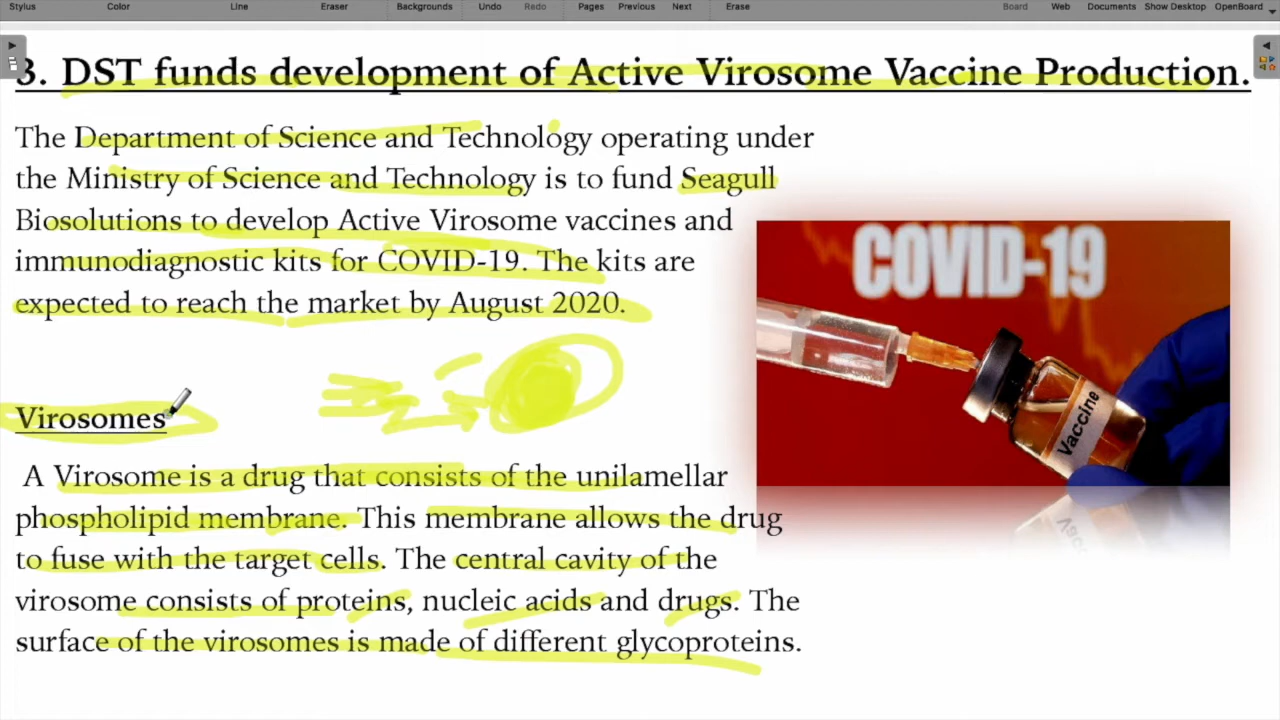 Stylus Color Line Eraser Backgrounds Undo Redo Pages Previous Next Erase Board Web Documents Show Desktop OpenBoard
3. DST funds development of Active Virosome Vaccine Production.
The Department of Science and Technology operating under
the Ministry of Science and Technology is to fund Seagull
Biosolutions to develop Active Virosome vaccines and
immunodiagnostic kits for COVID-19. The kits are
expected to reach the market by August 2020.
COVID-19
Vaccine
Virosomes
A Virosome is a drug that consists of the unilamellar
phospholipid membrane. This membrane allows the drug
to fuse with the target cells. The central cavity of the
virosome consists of proteins, nucleic acids and drugs. The
surface of the virosomes is made of different glycoproteins.